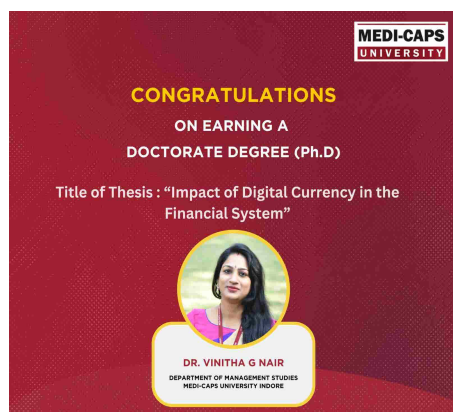 MEDI-CAPS
UNIVERSITY
CONGRATULATIONS
ON EARNING A
DOCTORATE DEGREE (Ph.D)
Title of Thesis : “Impact of Digital Currency in the
Financial System”
DR. VINITHA G NAIR
DEPARTMENT OF MANAGEMENT STUDIES
MEDI-CAPS UNIVERSITY INDORE